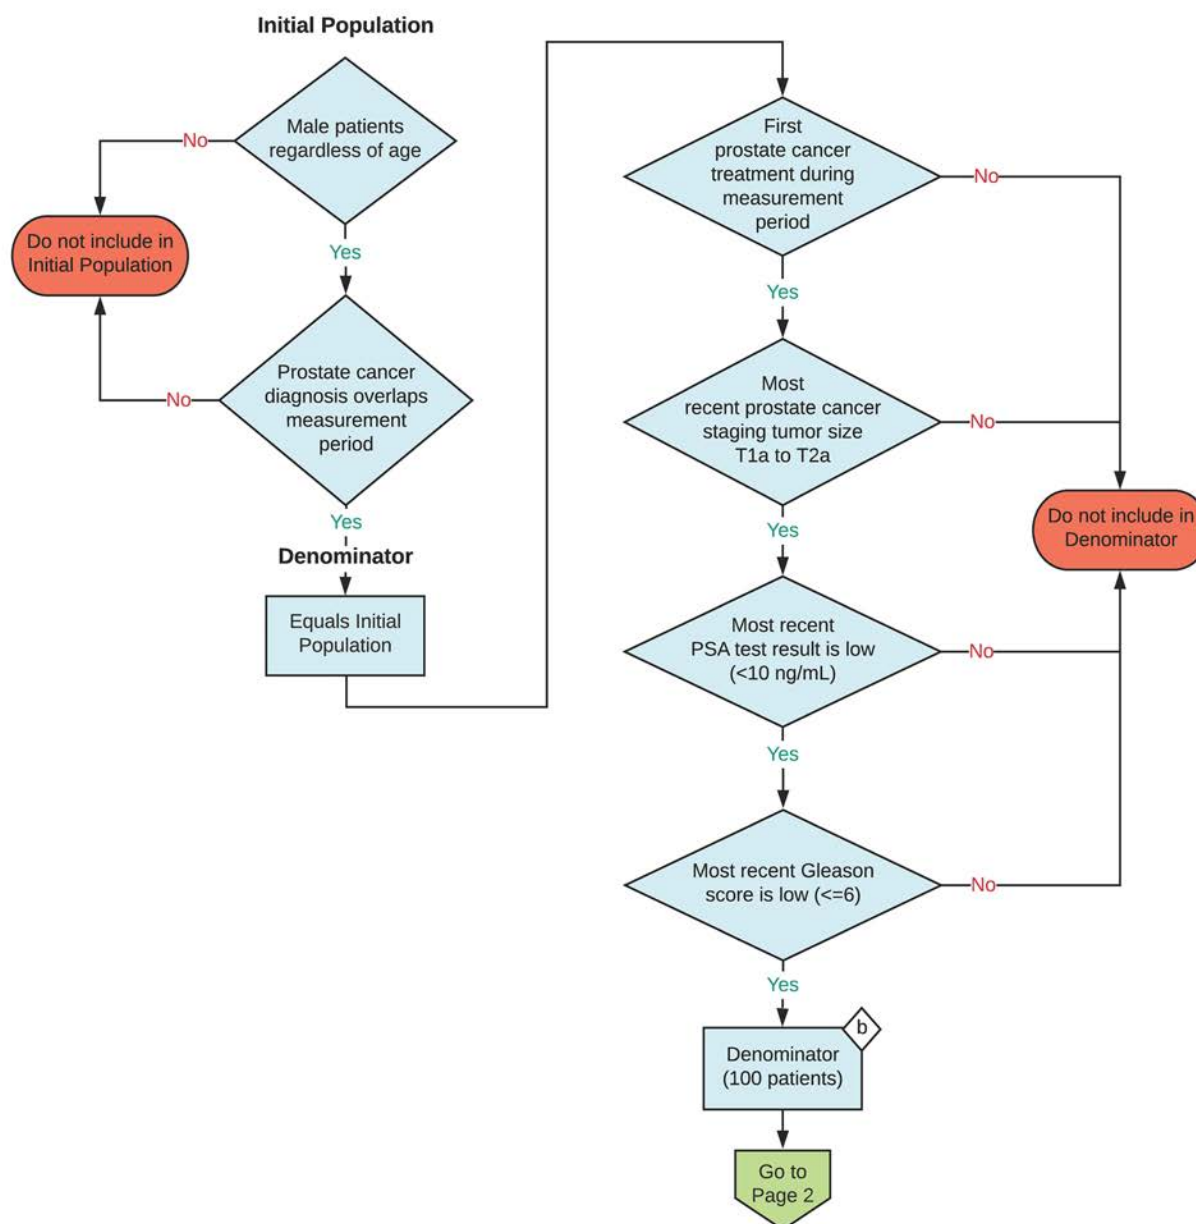 Initial Population
Male patients
regardless of age
No
Do not include in
Initial Population
Yes
Prostate cancer
diagnosis overlaps
measurement
period
No
Yes
Denominator
Equals Initial
Population
First
prostate cancer
treatment during
measurement
period
No
Yes
Most
recent prostate cancer
staging tumor size
T1a to T2a
No
Do not include in
Denominator
Yes
Most recent
PSA test result is low
(<10 ng/mL)
No
Yes
Most recent Gleason
score is low (<=6)
No
Yes
b
Denominator
(100 patients)
Go to
Page 2